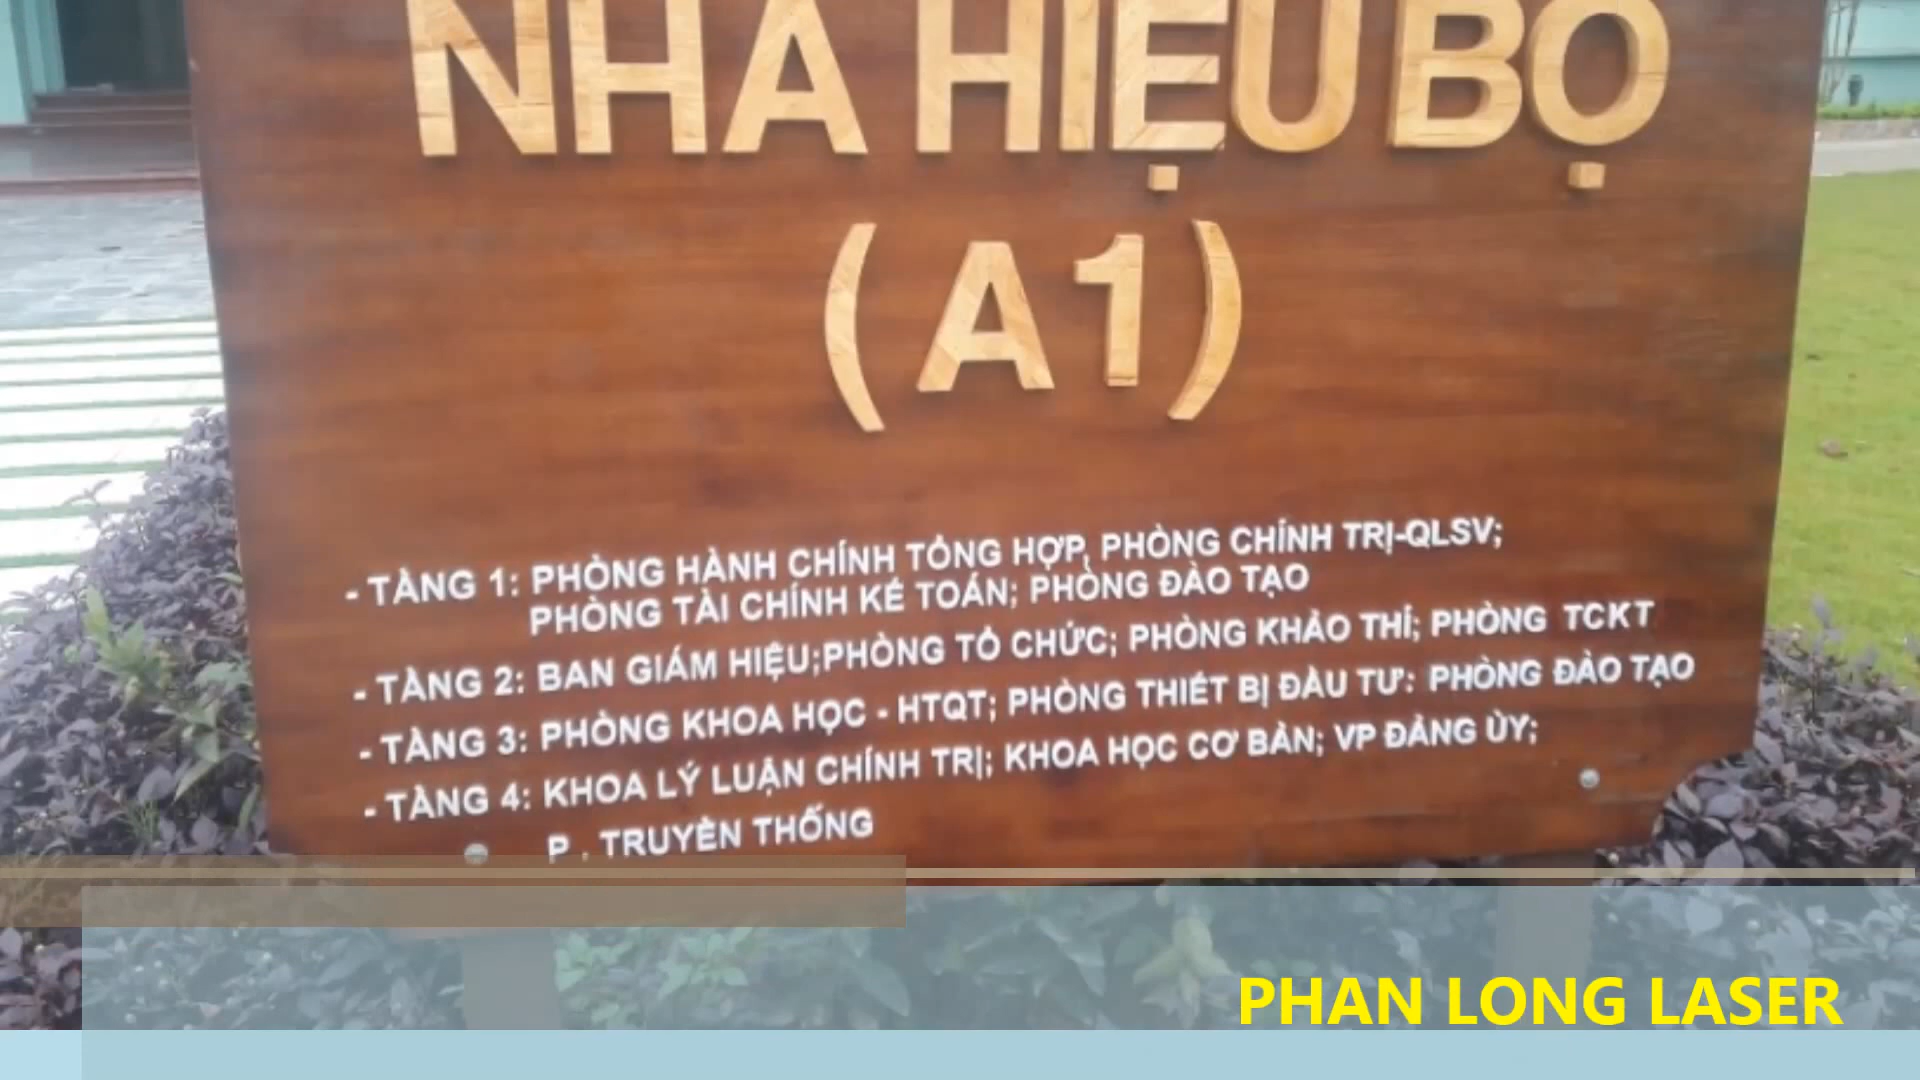 NHÀ HIỆU BỘ
(A1)
- TẦNG 1: PHÒNG HÀNH CHÍNH TỔNG HỢP, PHÒNG CHÍNH TRỊ-QLSV;
PHÒNG TÀI CHÍNH KẾ TOÁN; PHÒNG ĐÀO TẠO
- TẦNG 2: BAN GIÁM HIỆU;PHÒNG TỔ CHỨC; PHÒNG KHẢO THÍ; PHÒNG TCKT
- TẦNG 3: PHÒNG KHOA HỌC - HTQT; PHÒNG THIẾT BỊ ĐẦU TƯ: PHÒNG ĐÀO TẠO
- TẦNG 4: KHOA LÝ LUẬN CHÍNH TRỊ; KHOA HỌC CƠ BẢN; VP ĐẢNG ỦY;
P . TRUYỀN THỐNG
PHAN LONG LASER